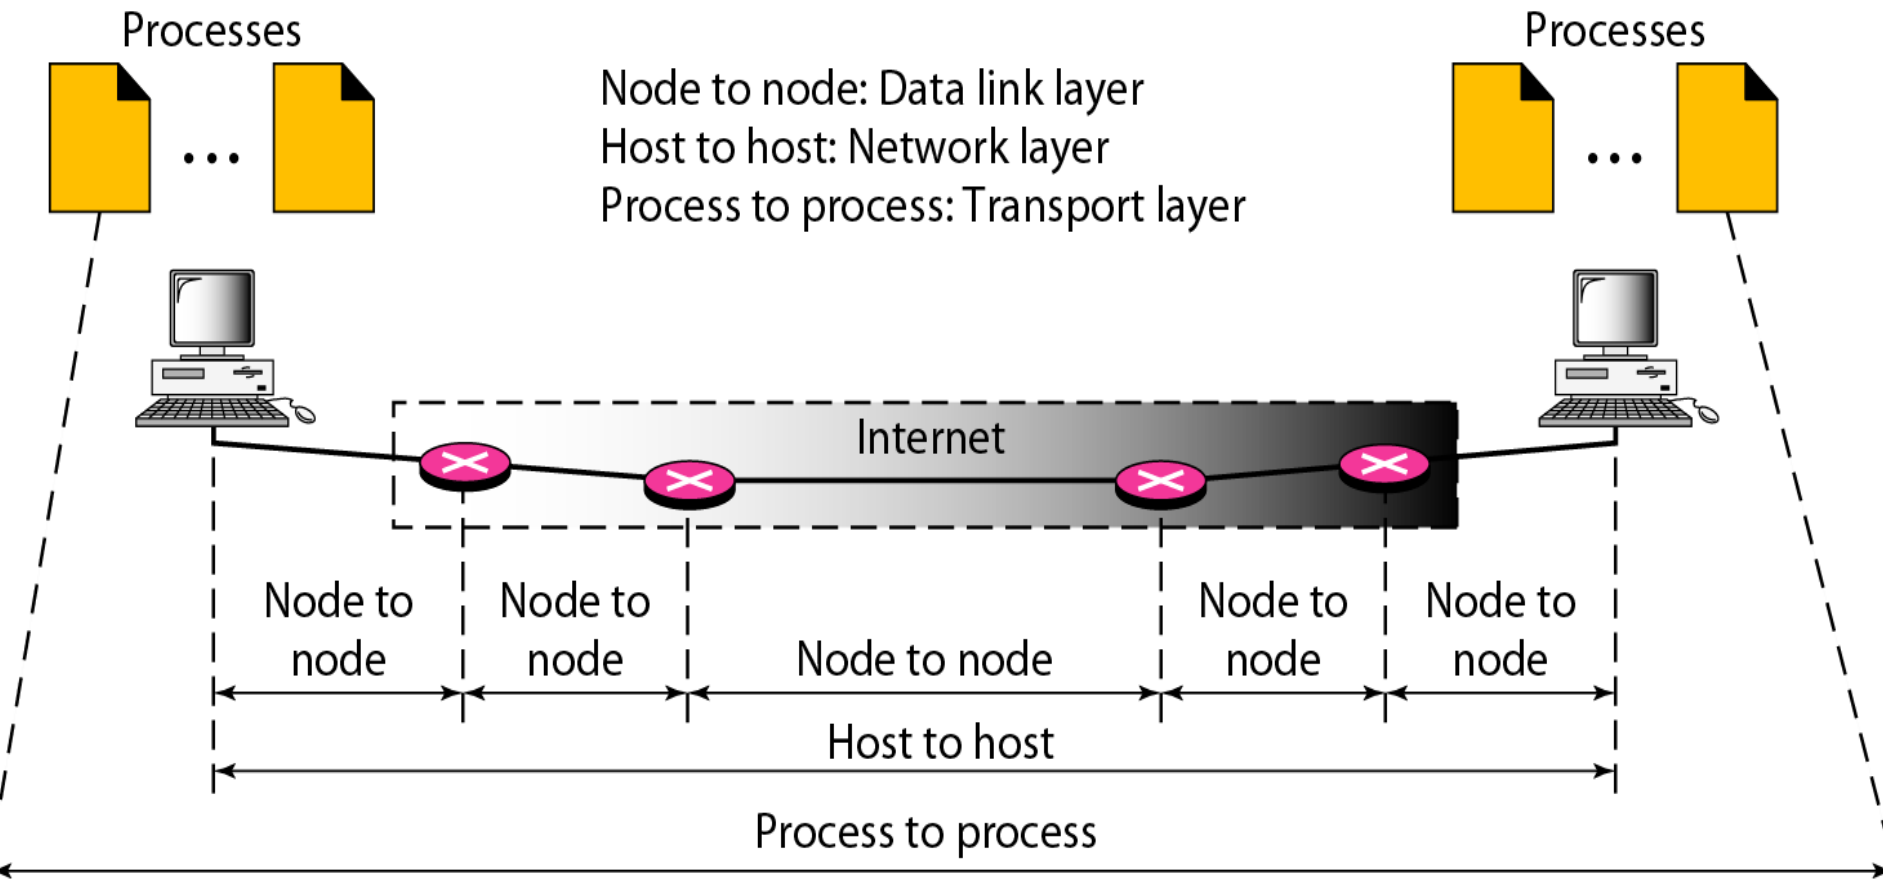 Processes
Processes
Node to node: Data link layer
Host to host: Network layer
Process to process: Transport layer
Internet
Node to
node
Node to
node
Node to node
Node to
node
Node to
node
Host to host
Process to process